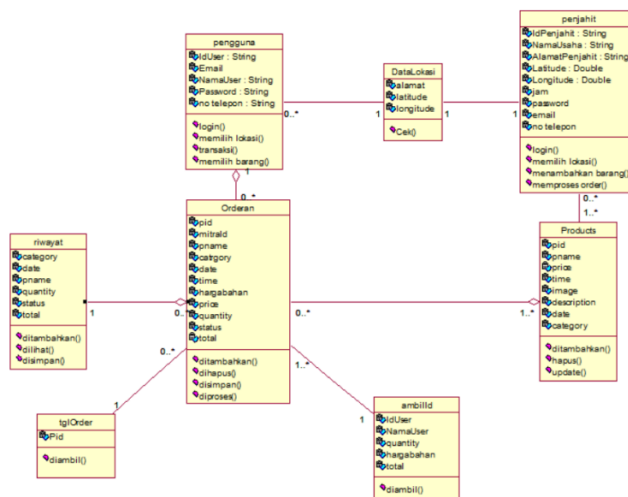 pengguna
IdUser : String
Email
NamaUser : String
Password : String
no telepon : String
login()
memilih lokasi()
transaksi()
memilih barang()
0..*
1
1
0..*
DataLokasi
alamat
latitude
longitude
Cek()
1
1
penjahit
IdPenjahit : String
NamaUsaha : String
AlamatPenjahit : String
Latitude : Double
Longitude : Double
jam
password
email
no telepon
login()
memilih lokasi()
menambahkan barang()
memproses order()
0..*
1..*
Orderan
pid
mitraId
pname
catrgory
date
time
hargabahan
price
quantity
status
total
ditambahkan()
dihapus()
disimpan()
diproses()
riwayat
category
date
pname
quantity
status
total
ditambahkan()
dilihat()
disimpan()
1
0..*
0..*
1..*
Products
pid
pname
price
time
image
description
date
category
ditambahkan()
hapus()
update()
0..*
1
tglOrder
Pid
diambil()
1..*
1
ambilId
IdUser
NamaUser
quantity
hargabahan
total
diambil()